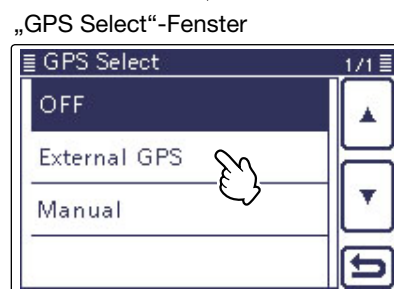 „GPS Select“-Fenster
GPS Select 1/1
OFF
External GPS
Manual